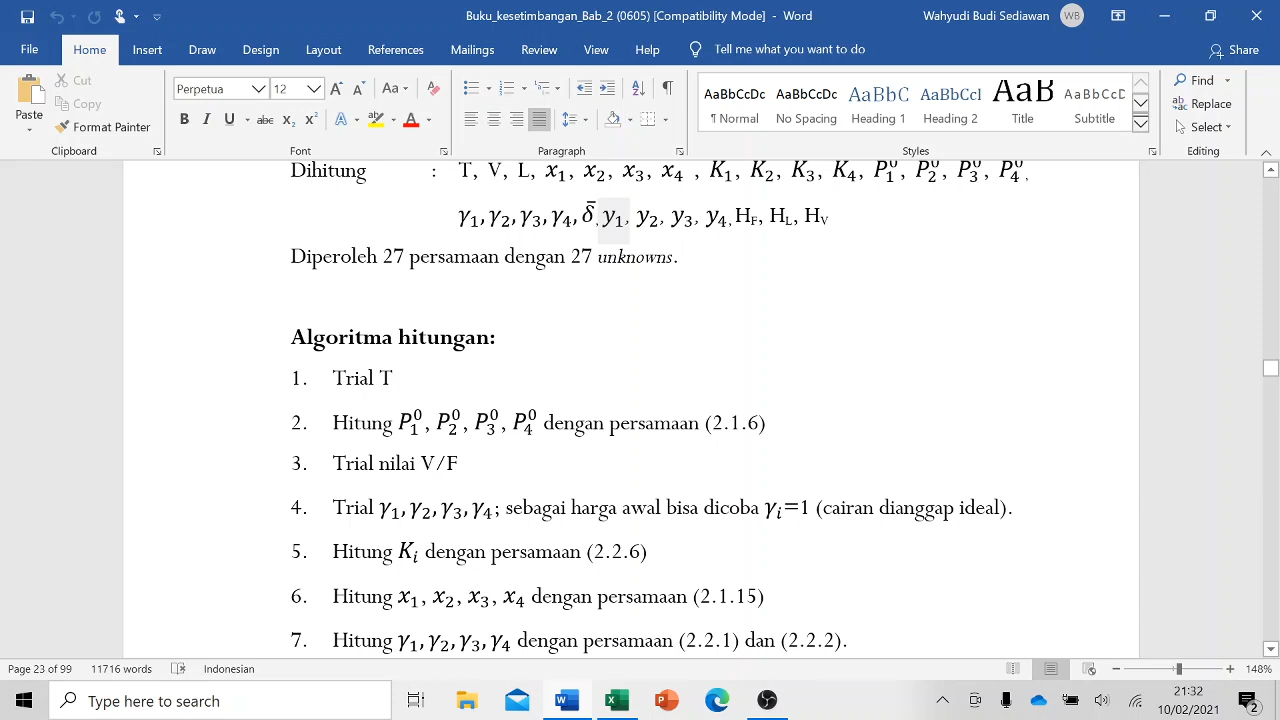 Buku_kesetimbangan_Bab_2 (0605) [Compatibility Mode] - Word
Wahyudi Budi Sediawan WB
File Home Insert Draw Design Layout References Mailings Review View Help Tell me what you want to do Share
Paste Cut Copy Format Painter
Perpetua 12
AaBbCcDc AaBbCcDc AaBbC AaBbCcI AaB AaBbCcD
¶ Normal No Spacing Heading 1 Heading 2 Title Subtitle
Find Replace Select
Clipboard Font Paragraph Styles Editing
Dihitung : T, V, L, x₁, x₂, x₃, x₄ , K₁, K₂, K₃, K₄, P₁⁰, P₂⁰, P₃⁰, P₄⁰,
γ₁, γ₂, γ₃, γ₄, δ̄, y₁, y₂, y₃, y₄, H_F, H_L, H_V
Diperoleh 27 persamaan dengan 27 unknowns.
Algoritma hitungan:
1. Trial T
2. Hitung P₁⁰, P₂⁰, P₃⁰, P₄⁰ dengan persamaan (2.1.6)
3. Trial nilai V/F
4. Trial γ₁, γ₂, γ₃, γ₄; sebagai harga awal bisa dicoba γᵢ=1 (cairan dianggap ideal).
5. Hitung Kᵢ dengan persamaan (2.2.6)
6. Hitung x₁, x₂, x₃, x₄ dengan persamaan (2.1.15)
7. Hitung γ₁, γ₂, γ₃, γ₄ dengan persamaan (2.2.1) dan (2.2.2).
Page 23 of 99 11716 words Indonesian 148%
Type here to search
21:32
10/02/2021
2